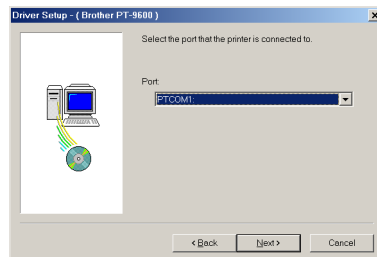 Driver Setup - ( Brother PT-9600 )
Select the port that the printer is connected to.
Port:
PTCOM1:
< Back
Next >
Cancel